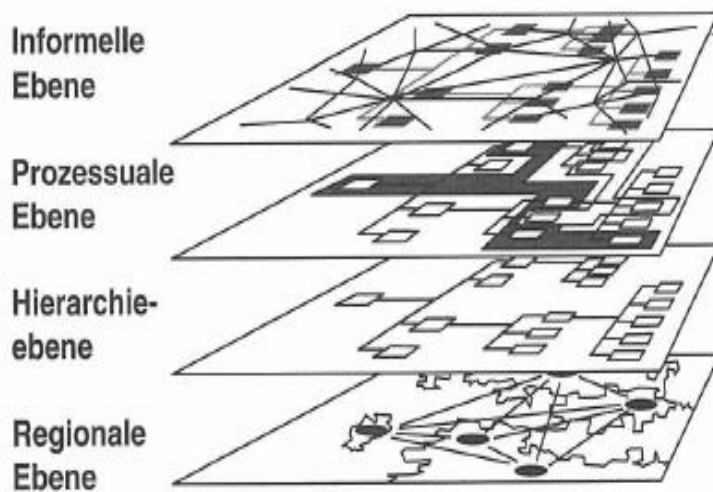 Informelle
Ebene
Prozessuale
Ebene
Hierarchie-
ebene
Regionale
Ebene